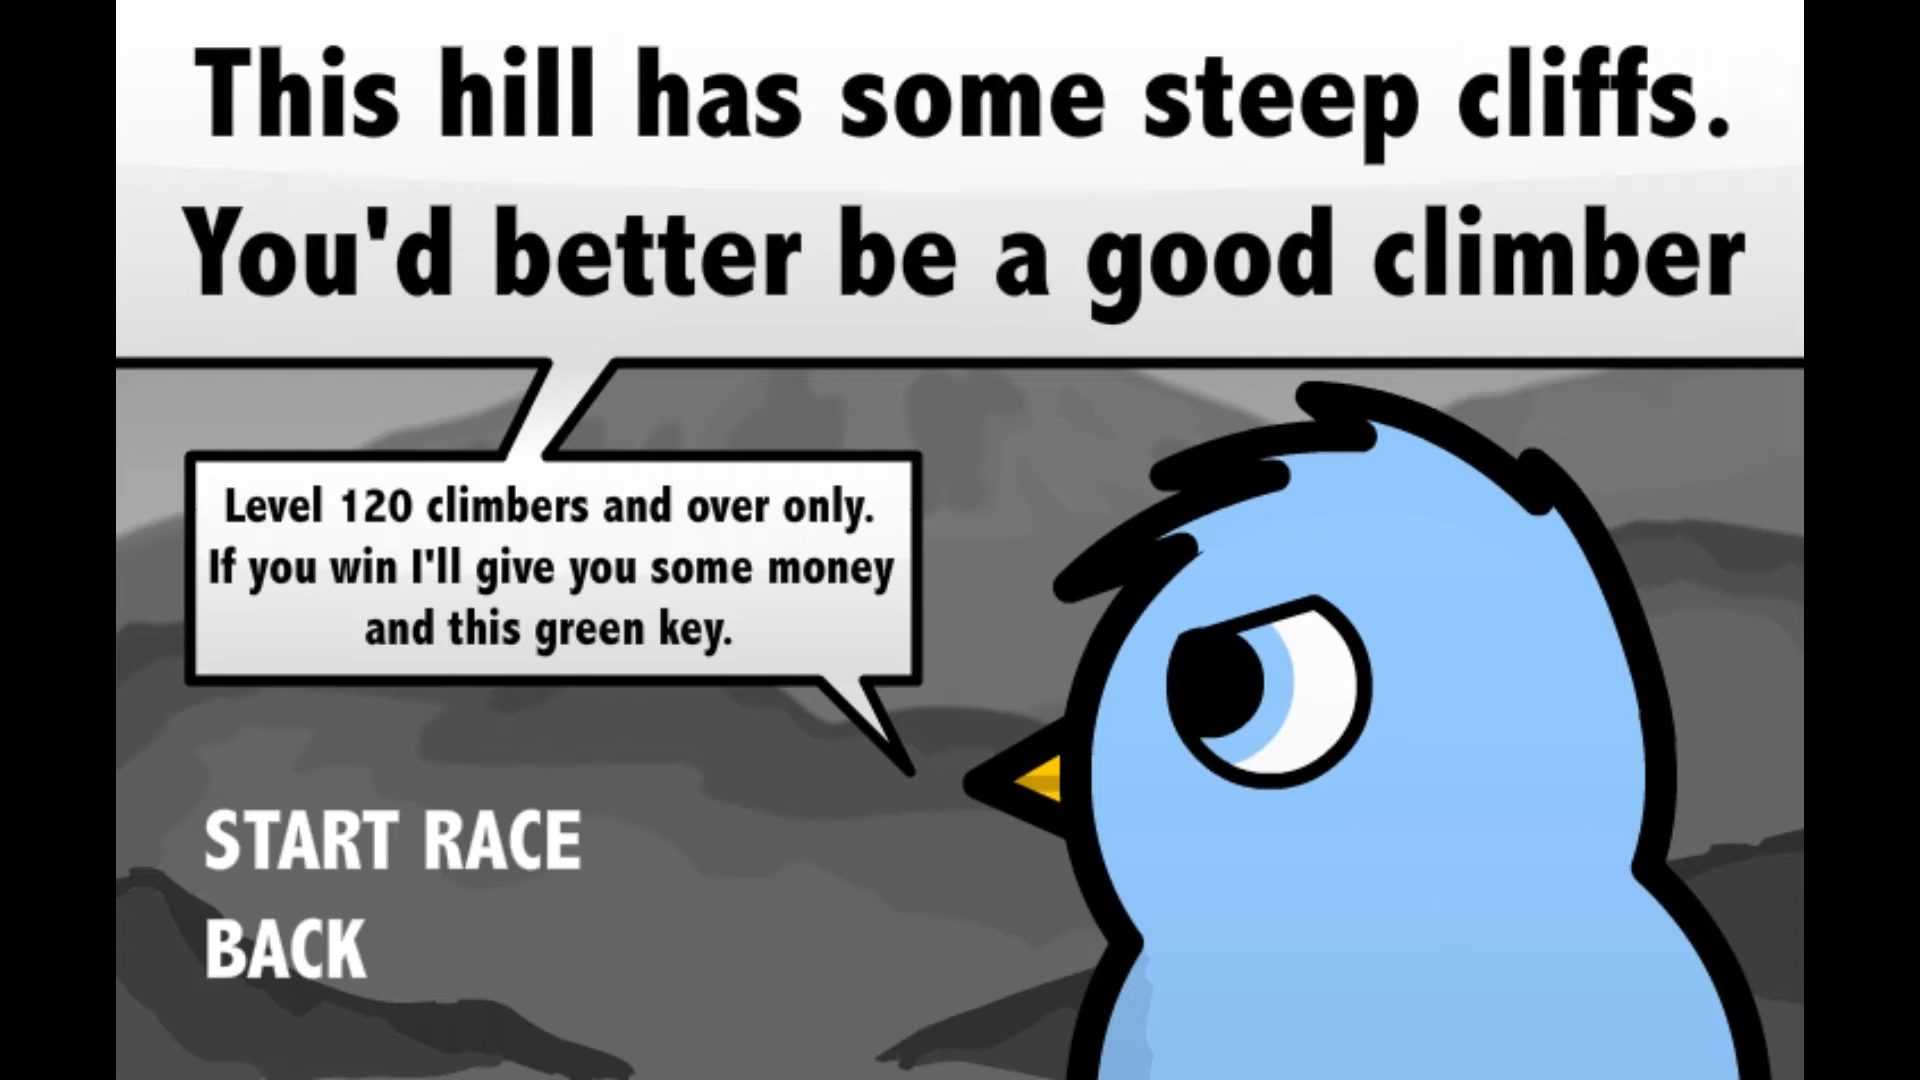 This hill has some steep cliffs.
You'd better be a good climber
Level 120 climbers and over only.
If you win I'll give you some money
and this green key.
START RACE
BACK